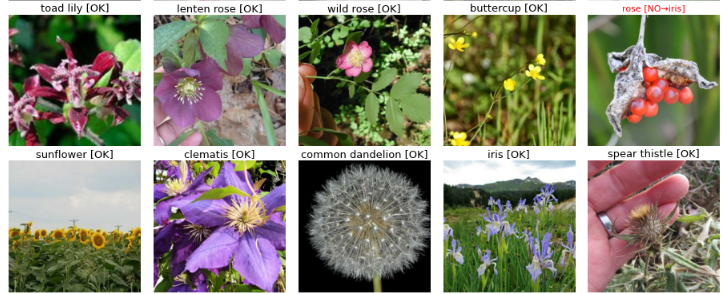 toad lily [OK]
lenten rose [OK]
wild rose [OK]
buttercup [OK]
rose [NO→iris]
sunflower [OK]
clematis [OK]
common dandelion [OK]
iris [OK]
spear thistle [OK]